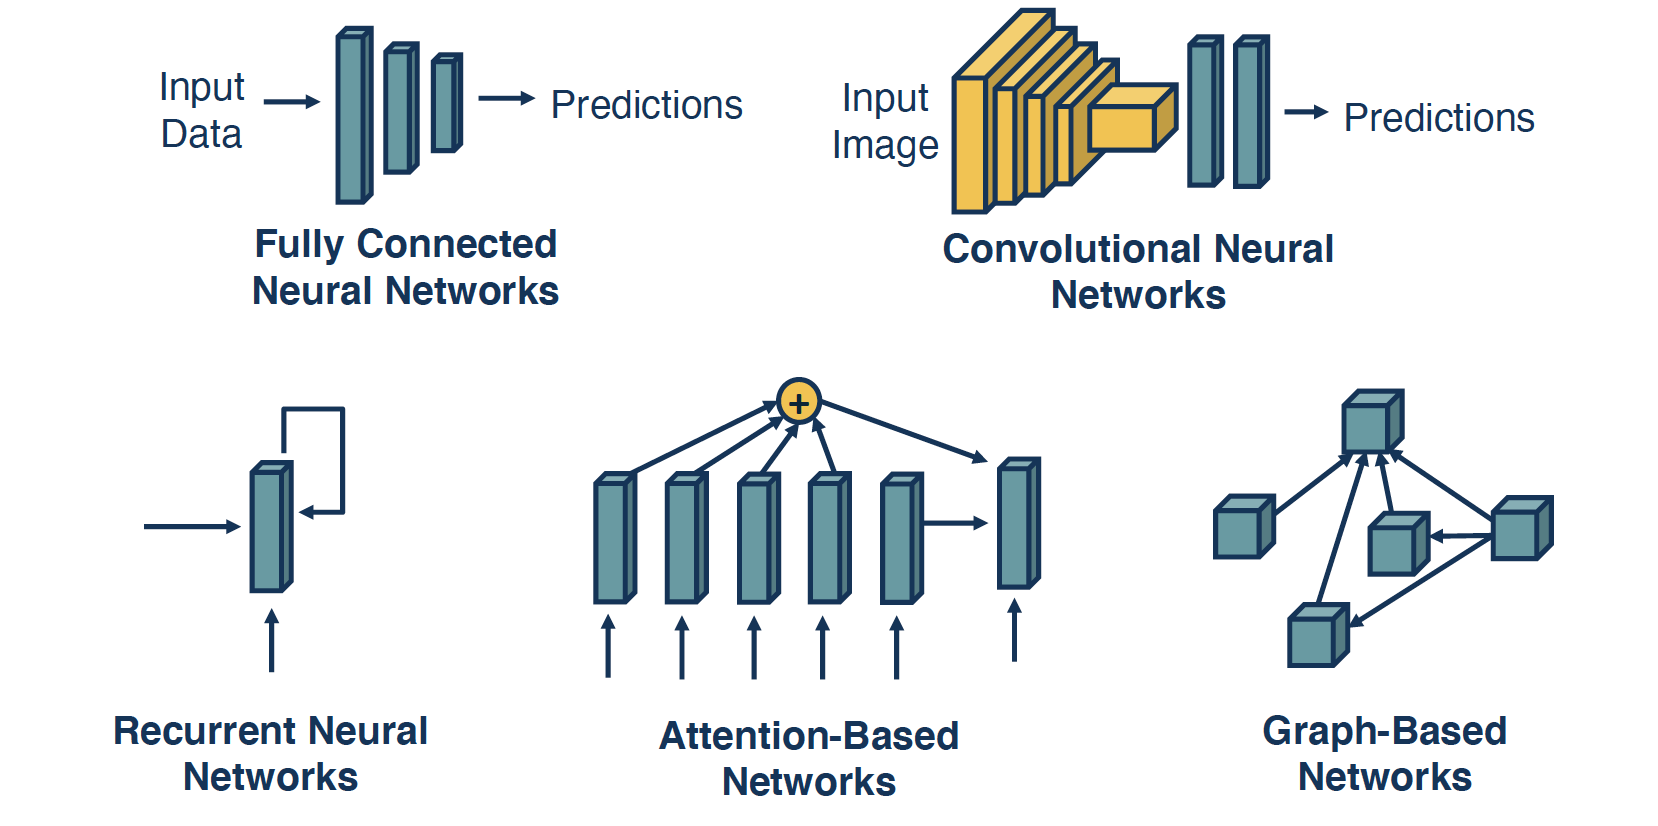 Input
Data
Predictions
Fully Connected
Neural Networks
Input
Image
Predictions
Convolutional Neural
Networks
Recurrent Neural
Networks
+
Attention-Based
Networks
Graph-Based
Networks